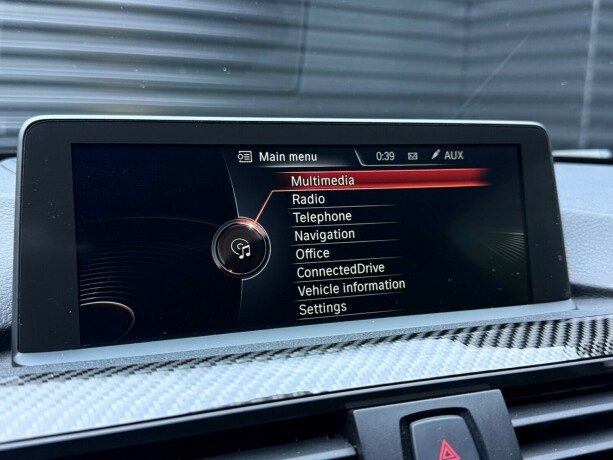 Main menu 0:39 AUX
Multimedia
Radio
Telephone
Navigation
Office
ConnectedDrive
Vehicle information
Settings